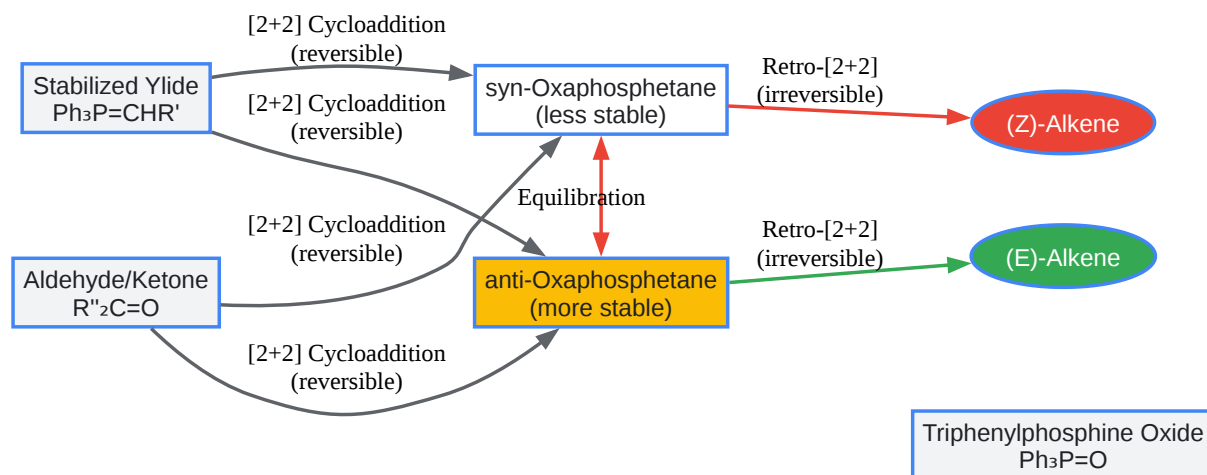 [2+2] Cycloaddition
(reversible)
Stabilized Ylide
Ph₃P=CHR'
[2+2] Cycloaddition
(reversible)
syn-Oxaphosphetane
(less stable)
Retro-[2+2]
(irreversible)
(Z)-Alkene
Equilibration
[2+2] Cycloaddition
(reversible)
Aldehyde/Ketone
R"₂C=O
anti-Oxaphosphetane
(more stable)
Retro-[2+2]
(irreversible)
(E)-Alkene
[2+2] Cycloaddition
(reversible)
Triphenylphosphine Oxide
Ph₃P=O